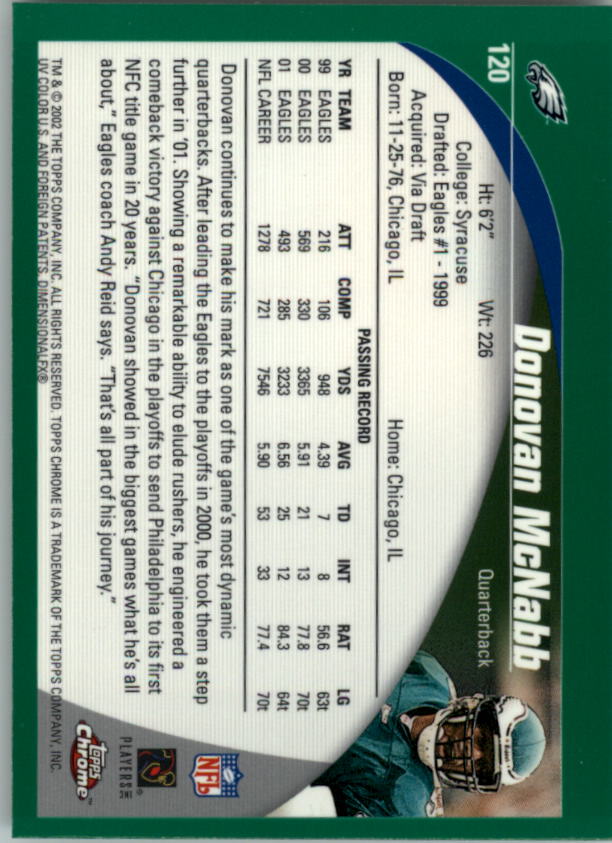 120
Donovan McNabb
Quarterback
Ht: 6'2" Wt: 226
College: Syracuse
Drafted: Eagles #1 - 1999
Acquired: Via Draft
Born: 11-25-76, Chicago, IL Home: Chicago, IL
PASSING RECORD
YR TEAM ATT COMP YDS AVG TD INT RAT LG
99 EAGLES 216 106 948 4.39 7 8 56.6 63t
00 EAGLES 569 330 3365 5.91 21 13 77.8 70t
01 EAGLES 493 285 3233 6.56 25 12 84.3 64t
NFL CAREER 1278 721 7546 5.90 53 33 77.4 70t
Donovan continues to make his mark as one of the game's most dynamic
quarterbacks. After leading the Eagles to the playoffs in 2000, he took them a step
further in '01. Showing a remarkable ability to elude rushers, he engineered a
comeback victory against Chicago in the playoffs to send Philadelphia to its first
NFC title game in 20 years. "Donovan showed in the biggest games what he's all
about," Eagles coach Andy Reid says. "That's all part of his journey."
NFL
PLAYERS INC
Topps Chrome™
TM & © 2002 THE TOPPS COMPANY, INC. ALL RIGHTS RESERVED. TOPPS CHROME IS A TRADEMARK OF THE TOPPS COMPANY, INC.
UV COLOR U.S. AND FOREIGN PATENTS. DIMENSIONALFX®